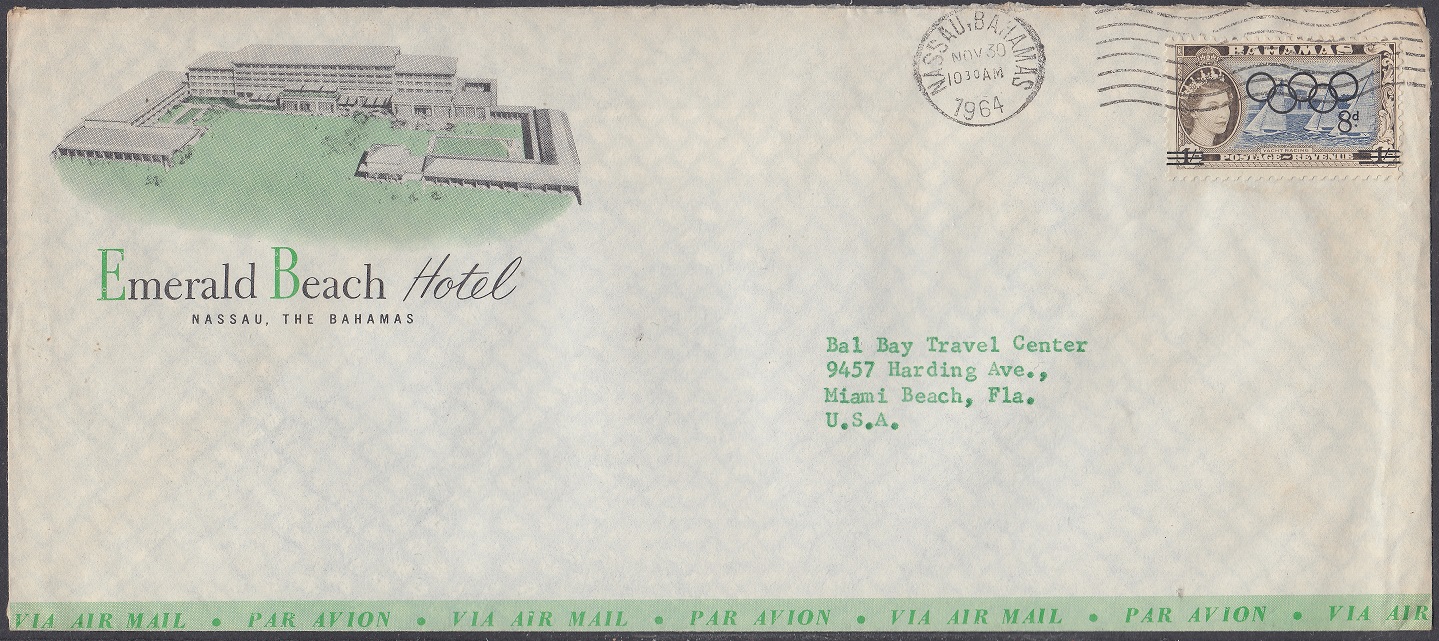 Emerald Beach Hotel
NASSAU, THE BAHAMAS
NASSAU, BAHAMAS
NOV 30
10 30 AM
1964
BAHAMAS
8d
YACHT RACING
1/- POSTAGE REVENUE 1/-
Bal Bay Travel Center
9457 Harding Ave.,
Miami Beach, Fla.
U.S.A.
VIA AIR MAIL • PAR AVION • VIA AIR MAIL • PAR AVION • VIA AIR MAIL • PAR AVION • VIA AIR